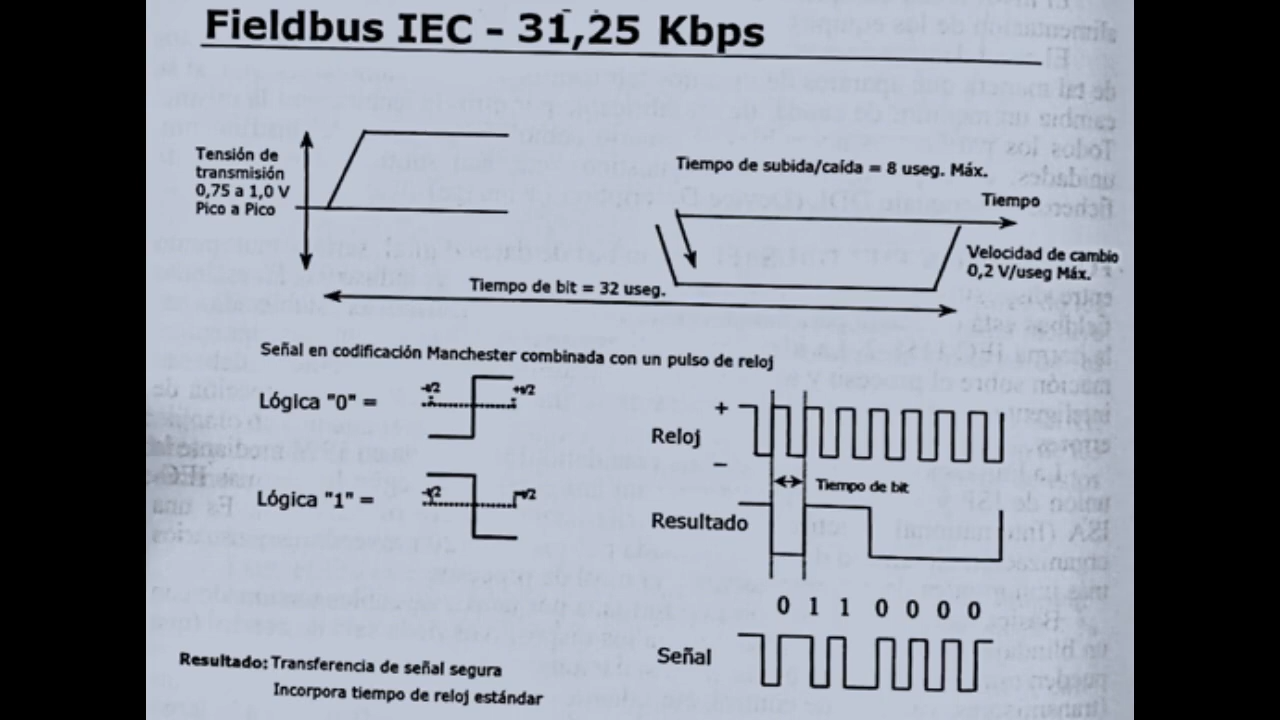 Fieldbus IEC - 31,25 Kbps
Tensión de
transmisión
0,75 a 1,0 V
Pico a Pico
Tiempo de subida/caída = 8 useg. Máx.
Tiempo
Velocidad de cambio
0,2 V/useg Máx.
Tiempo de bit = 32 useg.
Señal en codificación Manchester combinada con un pulso de reloj
Lógica "0" =
Lógica "1" =
+
Reloj
−
Tiempo de bit
Resultado
0 1 1 0 0 0 0
Señal
Resultado: Transferencia de señal segura
Incorpora tiempo de reloj estándar